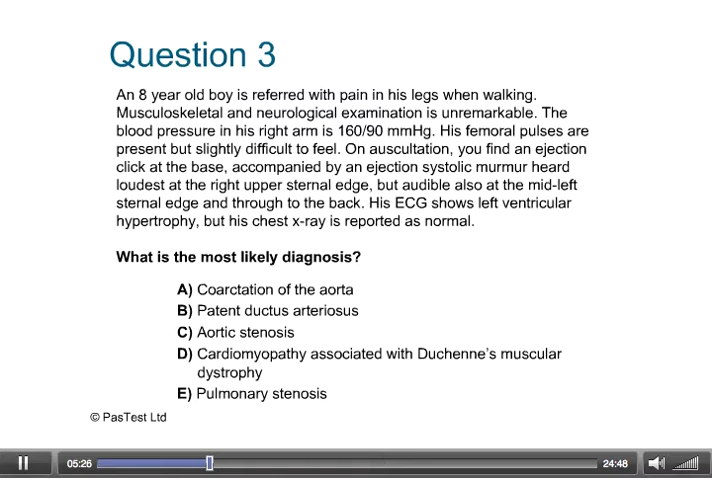 Question 3
An 8 year old boy is referred with pain in his legs when walking.
Musculoskeletal and neurological examination is unremarkable. The
blood pressure in his right arm is 160/90 mmHg. His femoral pulses are
present but slightly difficult to feel. On auscultation, you find an ejection
click at the base, accompanied by an ejection systolic murmur heard
loudest at the right upper sternal edge, but audible also at the mid-left
sternal edge and through to the back. His ECG shows left ventricular
hypertrophy, but his chest x-ray is reported as normal.
What is the most likely diagnosis?
A) Coarctation of the aorta
B) Patent ductus arteriosus
C) Aortic stenosis
D) Cardiomyopathy associated with Duchenne's muscular
dystrophy
E) Pulmonary stenosis
© PasTest Ltd
05:26 24:48